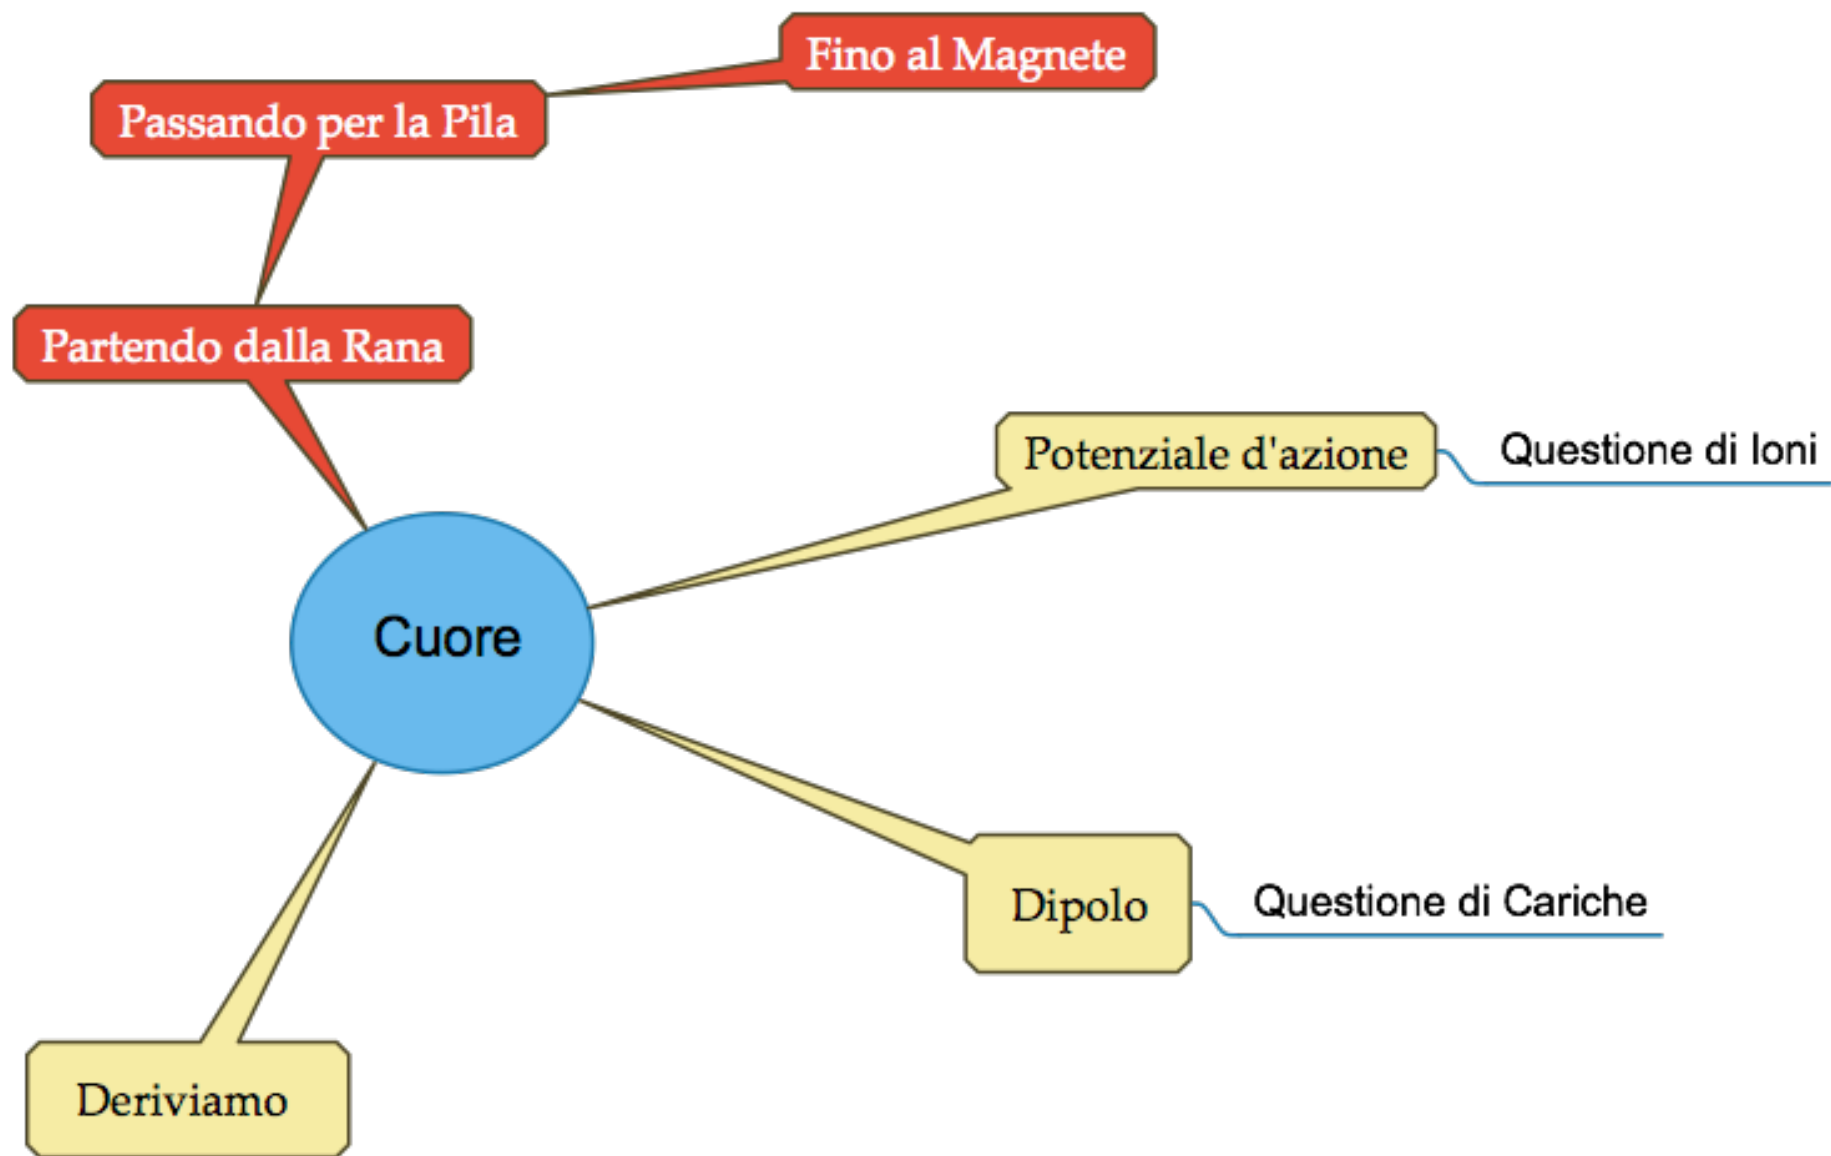 Fino al Magnete
Passando per la Pila
Partendo dalla Rana
Potenziale d'azione
Questione di Ioni
Cuore
Dipolo
Questione di Cariche
Deriviamo